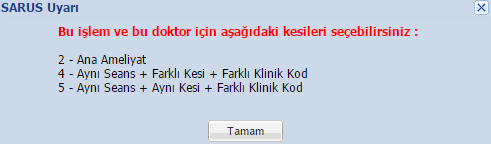 SARUS Uyarı
Bu işlem ve bu doktor için aşağıdaki kesileri seçebilirsiniz :
2 - Ana Ameliyat
4 - Aynı Seans + Farklı Kesi + Farklı Klinik Kod
5 - Aynı Seans + Aynı Kesi + Farklı Klinik Kod
Tamam